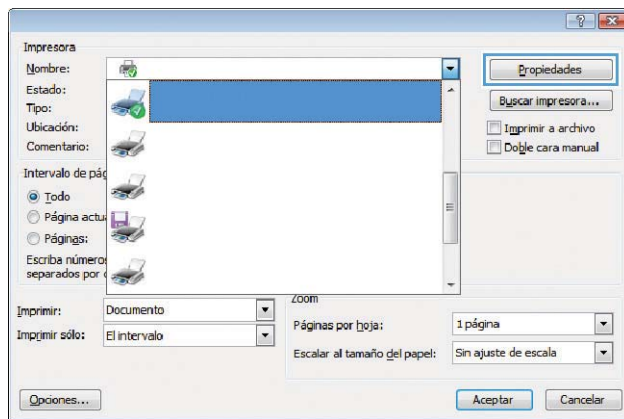 Impresora
Nombre:
Propiedades
Estado:
Tipo:
Buscar impresora...
Ubicación:
Imprimir a archivo
Comentario:
Doble cara manual
Intervalo de pág
Todo
Página actu
Páginas:
Escriba números
separados por
Zoom
Imprimir:
Documento
Páginas por hoja:
1 página
Imprimir sólo:
El intervalo
Escalar al tamaño del papel:
Sin ajuste de escala
Opciones...
Aceptar
Cancelar